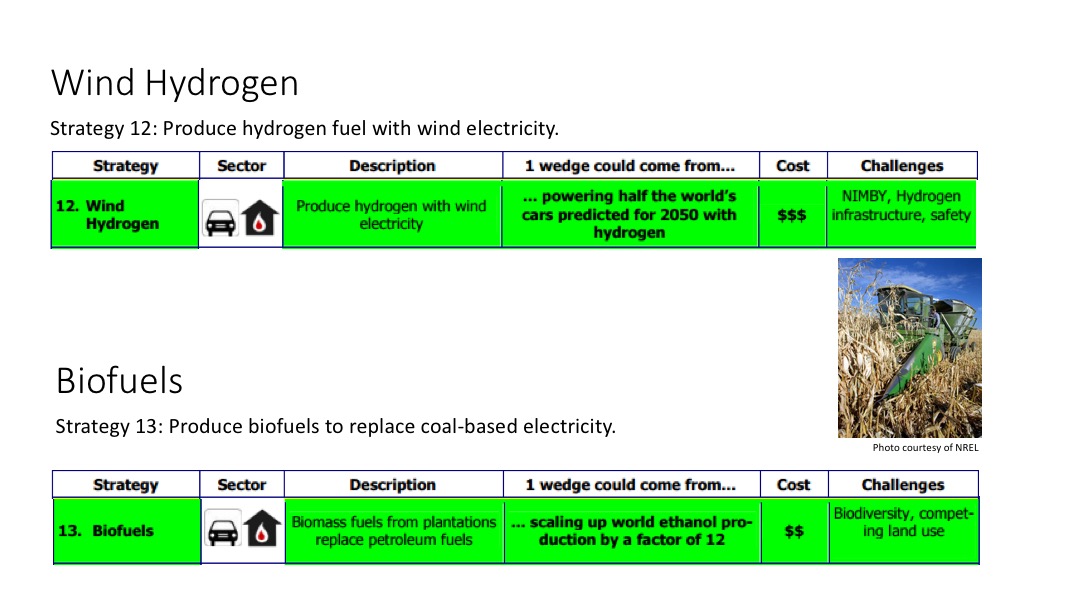 Wind Hydrogen
Strategy 12: Produce hydrogen fuel with wind electricity.
Strategy Sector Description 1 wedge could come from... Cost Challenges
12. Wind
Hydrogen
Produce hydrogen with wind
electricity
... powering half the world's
cars predicted for 2050 with
hydrogen
$$$
NIMBY, Hydrogen
infrastructure, safety
Biofuels
Strategy 13: Produce biofuels to replace coal-based electricity.
Photo courtesy of NREL
Strategy Sector Description 1 wedge could come from... Cost Challenges
13. Biofuels
Biomass fuels from plantations
replace petroleum fuels
... scaling up world ethanol pro-
duction by a factor of 12
$$
Biodiversity, compet-
ing land use